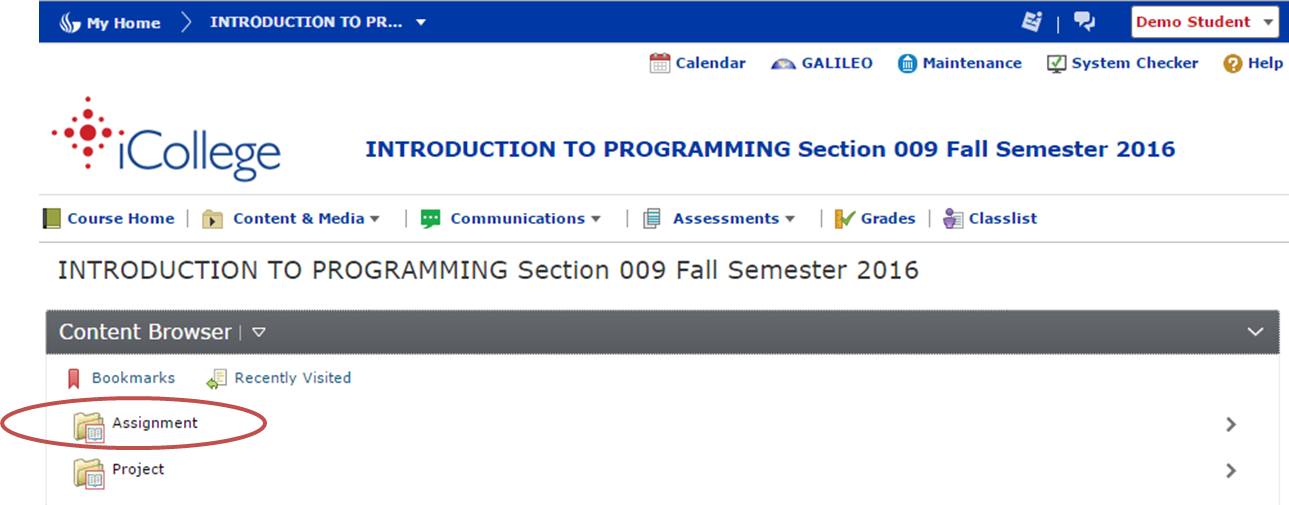 My Home INTRODUCTION TO PR... Demo Student
Calendar GALILEO Maintenance System Checker Help
iCollege INTRODUCTION TO PROGRAMMING Section 009 Fall Semester 2016
Course Home Content & Media Communications Assessments Grades Classlist
INTRODUCTION TO PROGRAMMING Section 009 Fall Semester 2016
Content Browser
Bookmarks Recently Visited
Assignment
Project